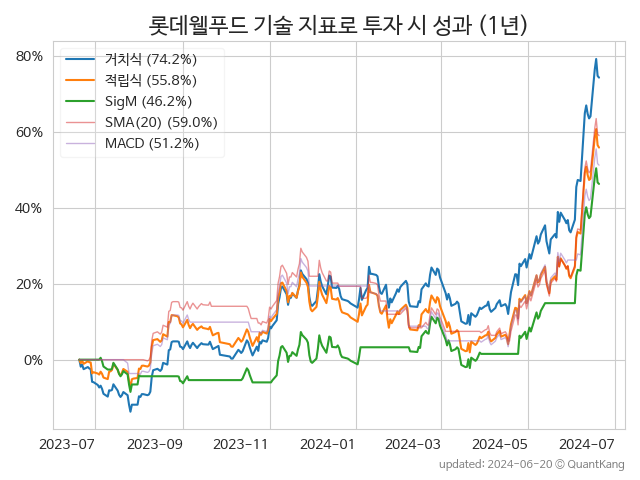 롯데웰푸드 기술 지표로 투자 시 성과 (1년)
80%
60%
40%
20%
0%
거치식 (74.2%)
적립식 (55.8%)
SigM (46.2%)
SMA(20) (59.0%)
MACD (51.2%)
2023-07 2023-09 2023-11 2024-01 2024-03 2024-05 2024-07
updated: 2024-06-20 © QuantKang